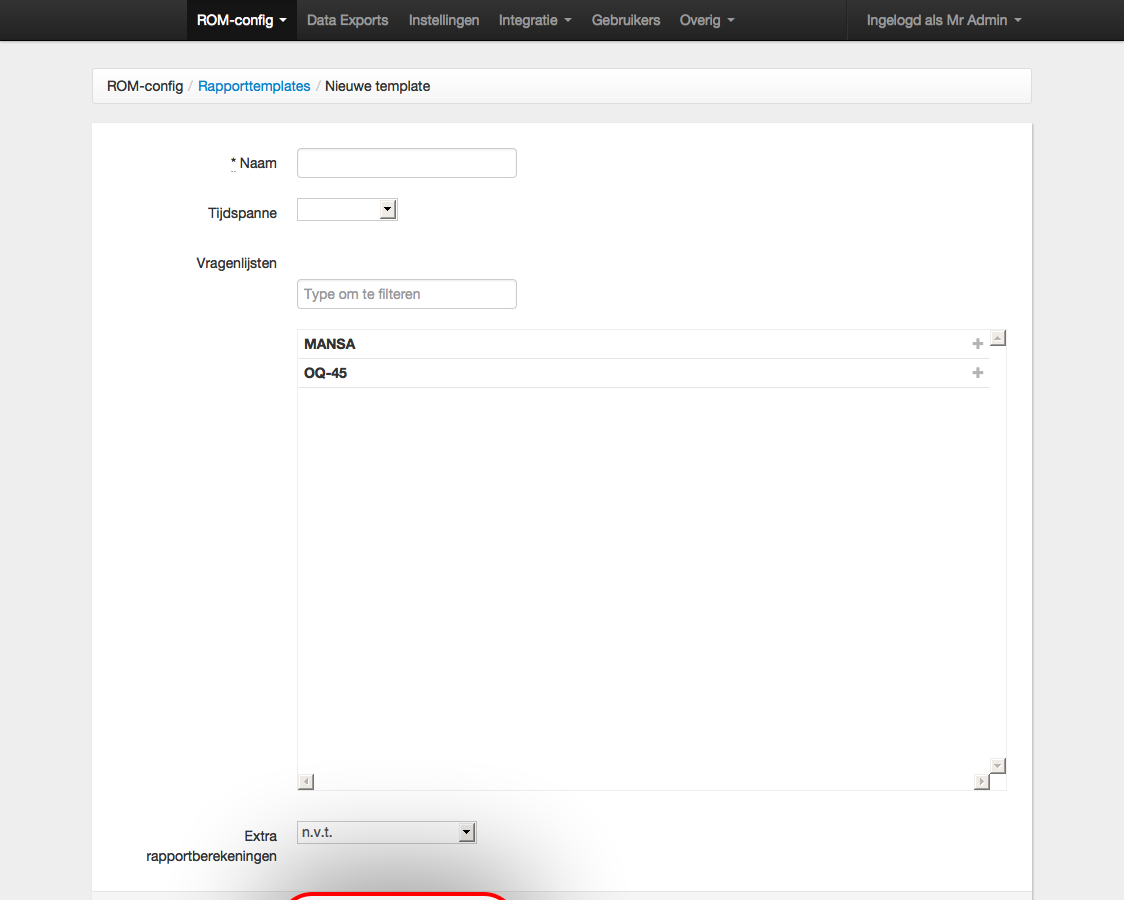 ROM-config Data Exports Instellingen Integratie Gebruikers Overig Ingelogd als Mr Admin
ROM-config / Rapporttemplates / Nieuwe template
* Naam
Tijdspanne
Vragenlijsten
Type om te filteren
MANSA
OQ-45
Extra rapportberekeningen
n.v.t.